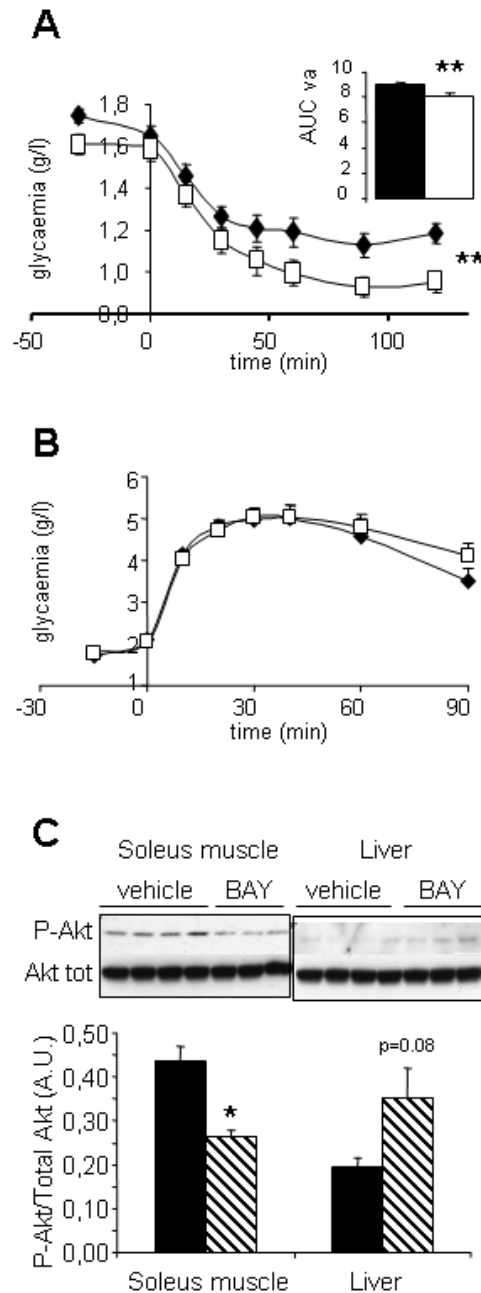 A
glycaemia (g/l)
1,8
1,6
1,4
1,2
1,0
0,8
-50
0
50
100
time (min)
**
AUC va
10
8
6
4
2
0
**
B
glycaemia (g/l)
6
5
4
3
2
1
-30
0
30
60
90
time (min)
C
Soleus muscle Liver
vehicle BAY vehicle BAY
P-Akt
Akt tot
P-Akt/Total Akt (A.U.)
0,50
0,40
0,30
0,20
0,10
0,00
*
p=0.08
Soleus muscle Liver